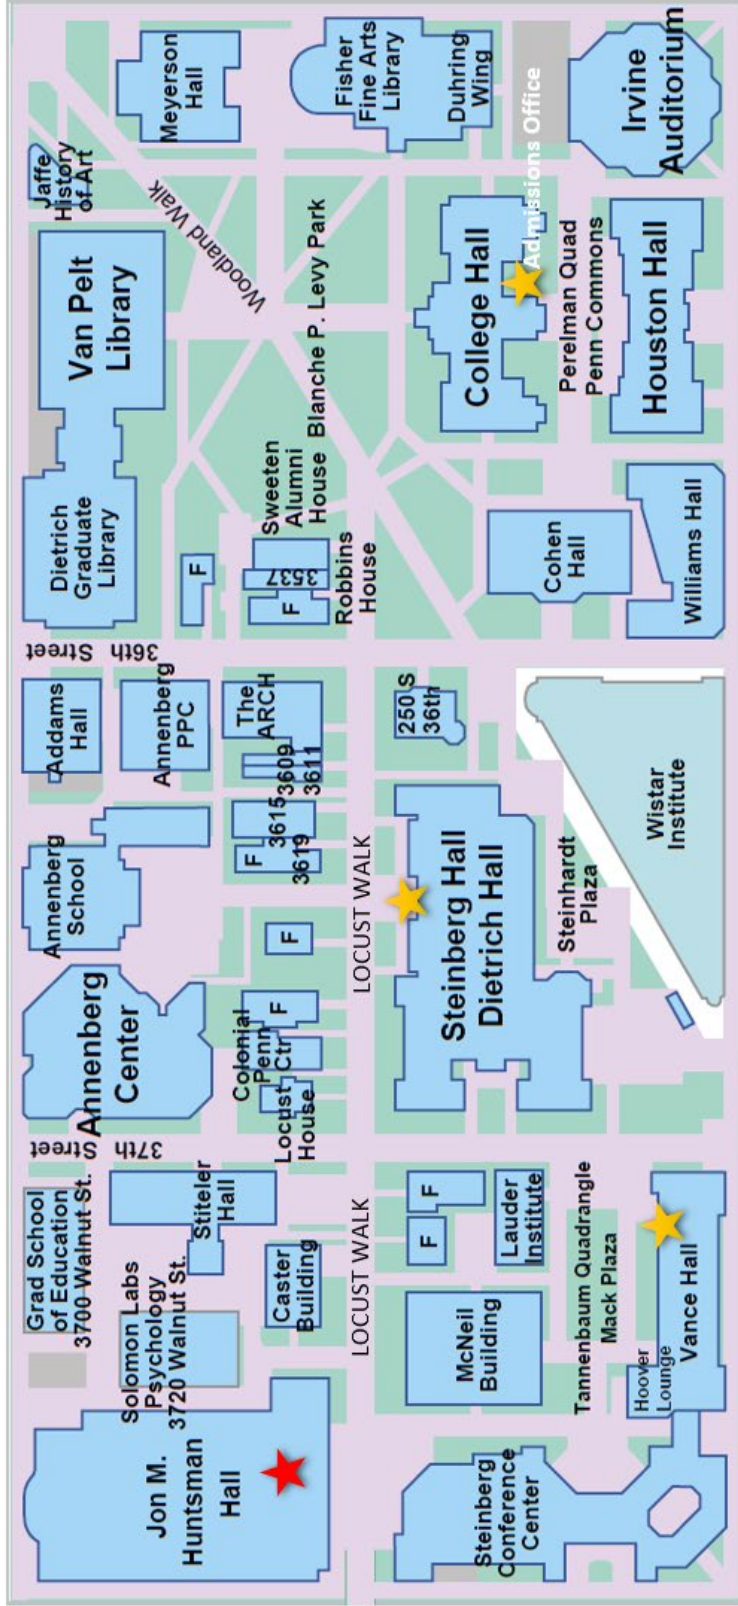 Jon M.
Huntsman
Hall
Solomon Labs
Psychology
3720 Walnut St.
Grad School
of Education
3700 Walnut St.
Stiteler
Hall
Caster
Building
37th Street
Annenberg
Center
Locust
House
Colonial
Penn
Ctr
F
F
Annenberg
School
Addams
Hall
Annenberg
PPC
The
ARCH
F
3619
3615
3609
3611
36th Street
Dietrich
Graduate
Library
Van Pelt
Library
F
F
3537
Robbins
House
Sweeten
Alumni
House
Blanche P. Levy Park
Woodland Walk
Jaffe
History
of Art
Meyerson
Hall
Fisher
Fine Arts
Library
Duhring
Wing
LOCUST WALK
LOCUST WALK
Steinberg
Conference
Center
McNeil
Building
F
F
Lauder
Institute
Tannenbaum Quadrangle
Mack Plaza
Hoover
Lounge
Vance Hall
Steinberg Hall
Dietrich Hall
Steinhardt
Plaza
250 S
36th
Wistar
Institute
Cohen
Hall
Williams Hall
College Hall
Admissions Office
Perelman Quad
Penn Commons
Houston Hall
Irvine
Auditorium